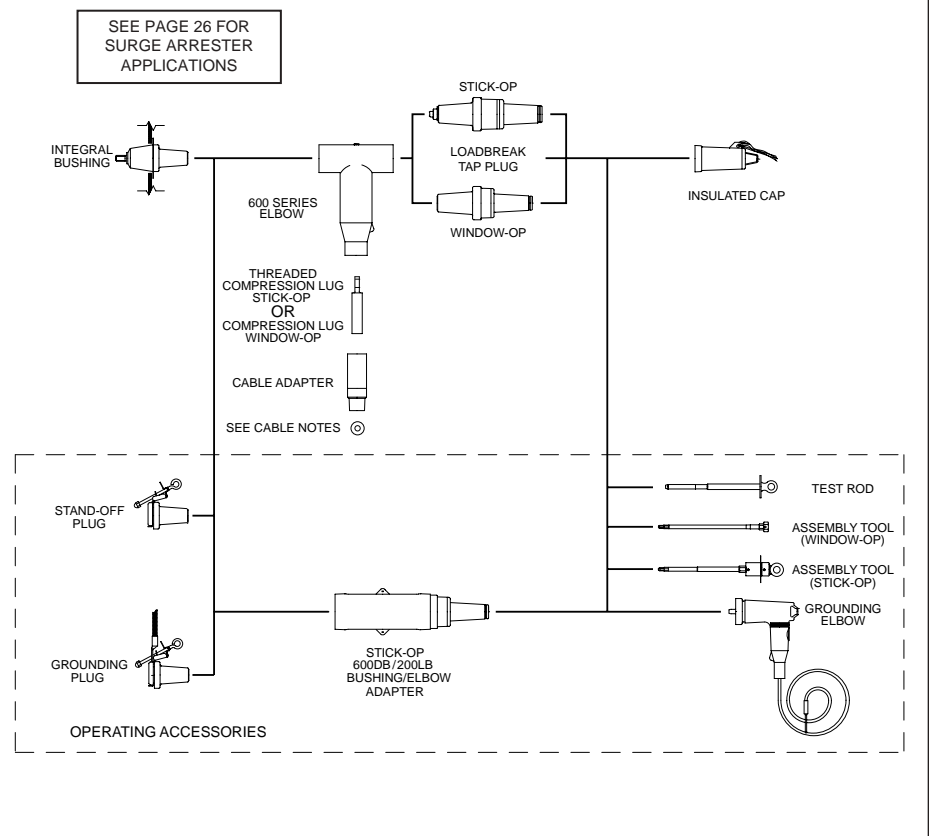 SEE PAGE 26 FOR
SURGE ARRESTER
APPLICATIONS
STICK-OP
INTEGRAL
BUSHING
LOADBREAK
TAP PLUG
600 SERIES
ELBOW
INSULATED CAP
WINDOW-OP
THREADED
COMPRESSION LUG
STICK-OP
OR
COMPRESSION LUG
WINDOW-OP
CABLE ADAPTER
SEE CABLE NOTES
STAND-OFF
PLUG
TEST ROD
ASSEMBLY TOOL
(WINDOW-OP)
ASSEMBLY TOOL
(STICK-OP)
GROUNDING
ELBOW
STICK-OP
600DB/200LB
BUSHING/ELBOW
ADAPTER
GROUNDING
PLUG
OPERATING ACCESSORIES